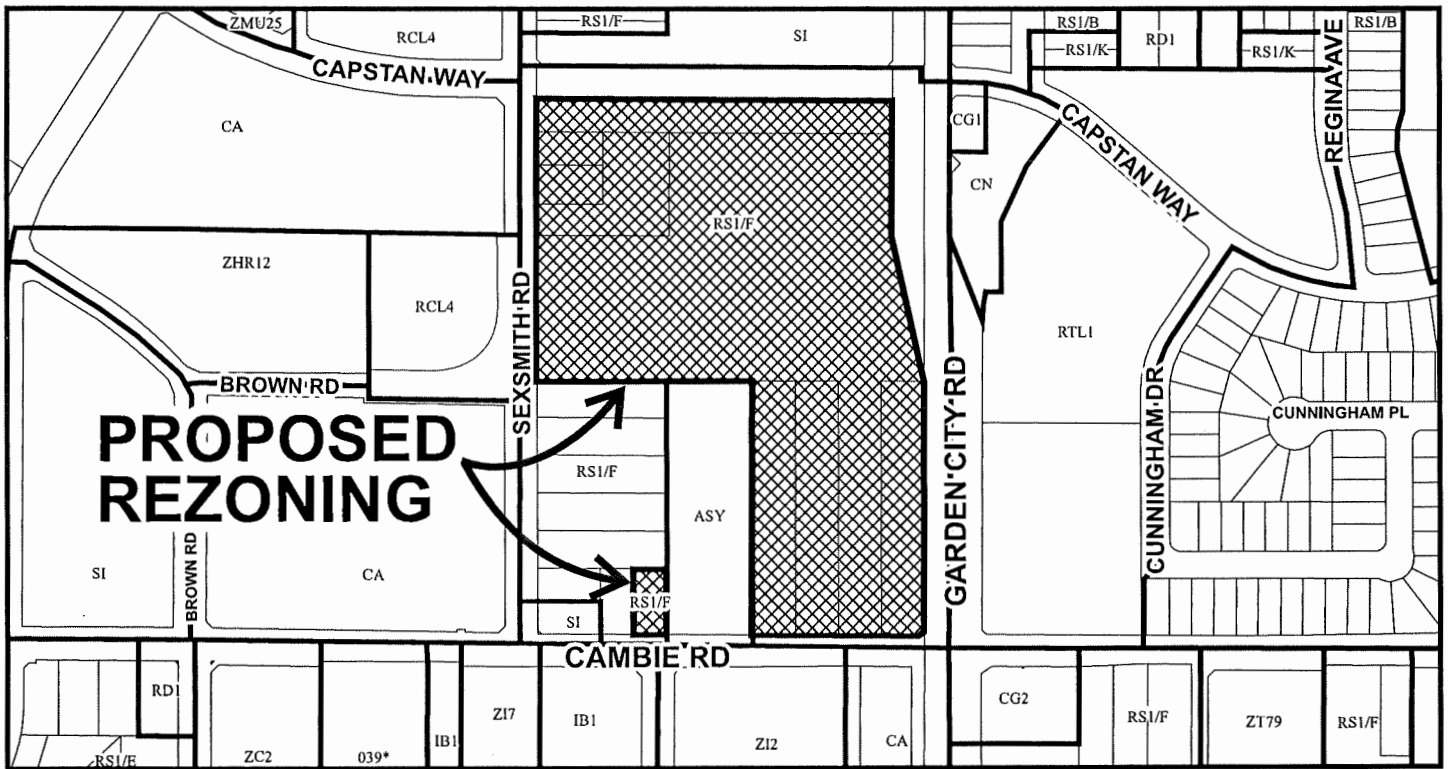 ZMU25
RCL4
RS1/F
SI
RS1/B
RS1/K
RD1
RS1/K
RS1/B
REGINA AVE
CAPSTAN WAY
CA
CG1
CAPSTAN WAY
CN
RS1/F
ZHR12
RCL4
SEXSMITH RD
RTL1
BROWN RD
GARDEN CITY RD
CUNNINGHAM DR
CUNNINGHAM PL
PROPOSED
REZONING
RS1/F
ASY
SI
BROWN RD
CA
RS1/F
SI
CAMBIE RD
RD1
RS1/E
ZC2
039*
IB1
ZI7
IB1
ZI2
CA
CG2
RS1/F
ZT79
RS1/F